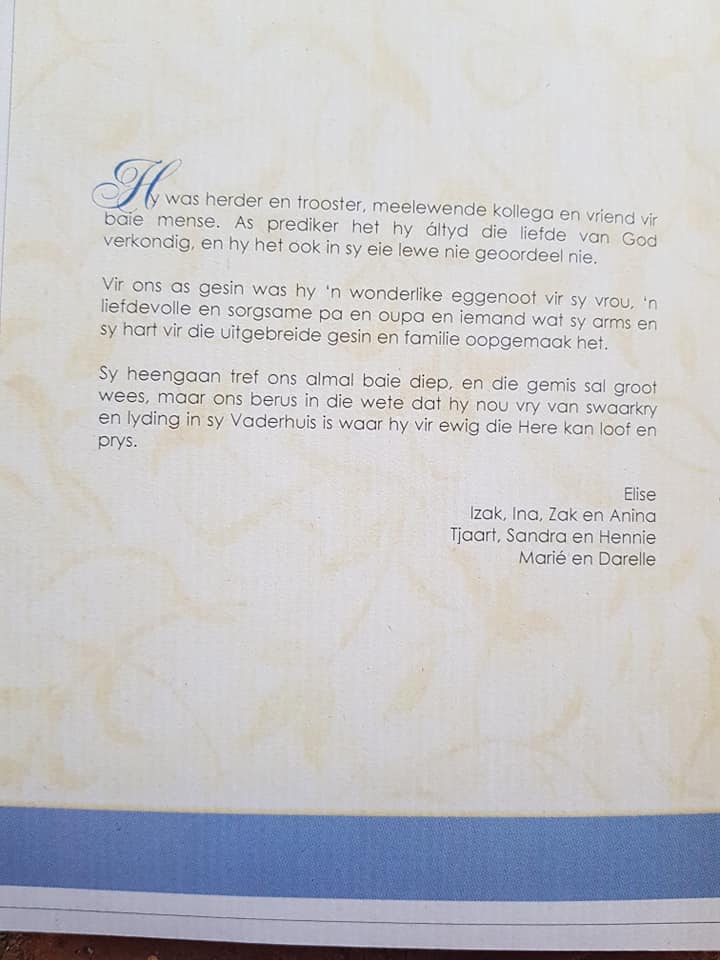 Hy was herder en trooster, meelewende kollega en vriend vir
baie mense. As prediker het hy áltyd die liefde van God
verkondig, en hy het ook in sy eie lewe nie geoordeel nie.
Vir ons as gesin was hy ‘n wonderlike eggenoot vir sy vrou, ‘n
liefdevolle en sorgsame pa en oupa en iemand wat sy arms en
sy hart vir die uitgebreide gesin en familie oopgemaak het.
Sy heengaan tref ons almal baie diep, en die gemis sal groot
wees, maar ons berus in die wete dat hy nou vry van swaarkry
en lyding in sy Vaderhuis is waar hy vir ewig die Here kan loof en
prys.
Elise
Izak, Ina, Zak en Anina
Tjaart, Sandra en Hennie
Marié en Darelle